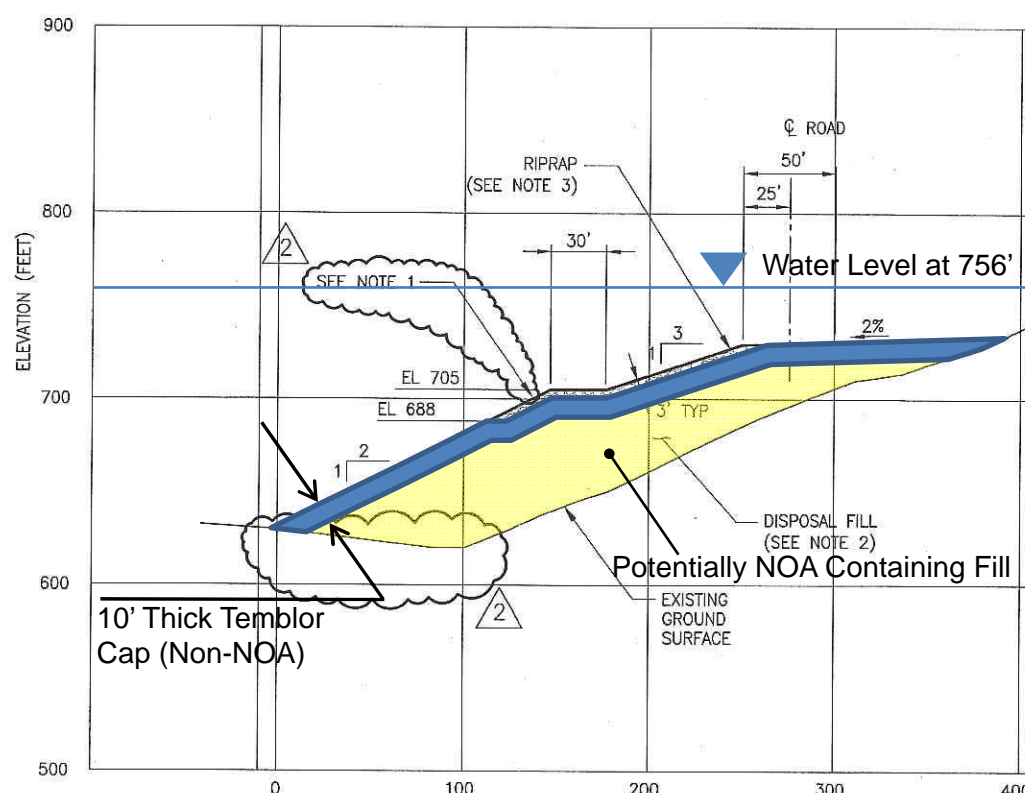 900
℄ ROAD
50'
RIPRAP
(SEE NOTE 3)
25'
800
2
30'
Water Level at 756'
SEE NOTE 1
ELEVATION (FEET)
3
1
2%
EL 705
700
EL 688
3' TYP
2
1
DISPOSAL FILL
(SEE NOTE 2)
Potentially NOA Containing Fill
600
EXISTING
GROUND
SURFACE
2
10' Thick Temblor
Cap (Non-NOA)
500
0
100
200
300
400